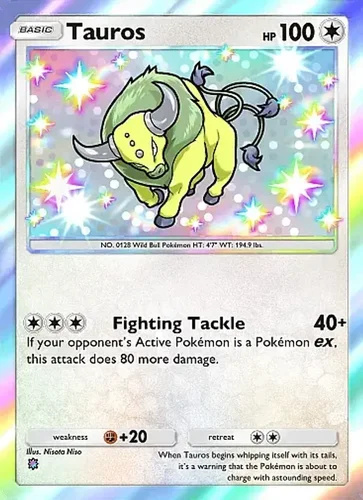 BASIC Tauros HP 100
NO. 0128 Wild Bull Pokémon HT: 4'7" WT: 194.9 lbs.
Fighting Tackle 40+
If your opponent's Active Pokémon is a Pokémon ex,
this attack does 80 more damage.
weakness +20 retreat
Illus. Nisota Niso
When Tauros begins whipping itself with its tails,
it's a warning that the Pokémon is about to
charge with astounding speed.